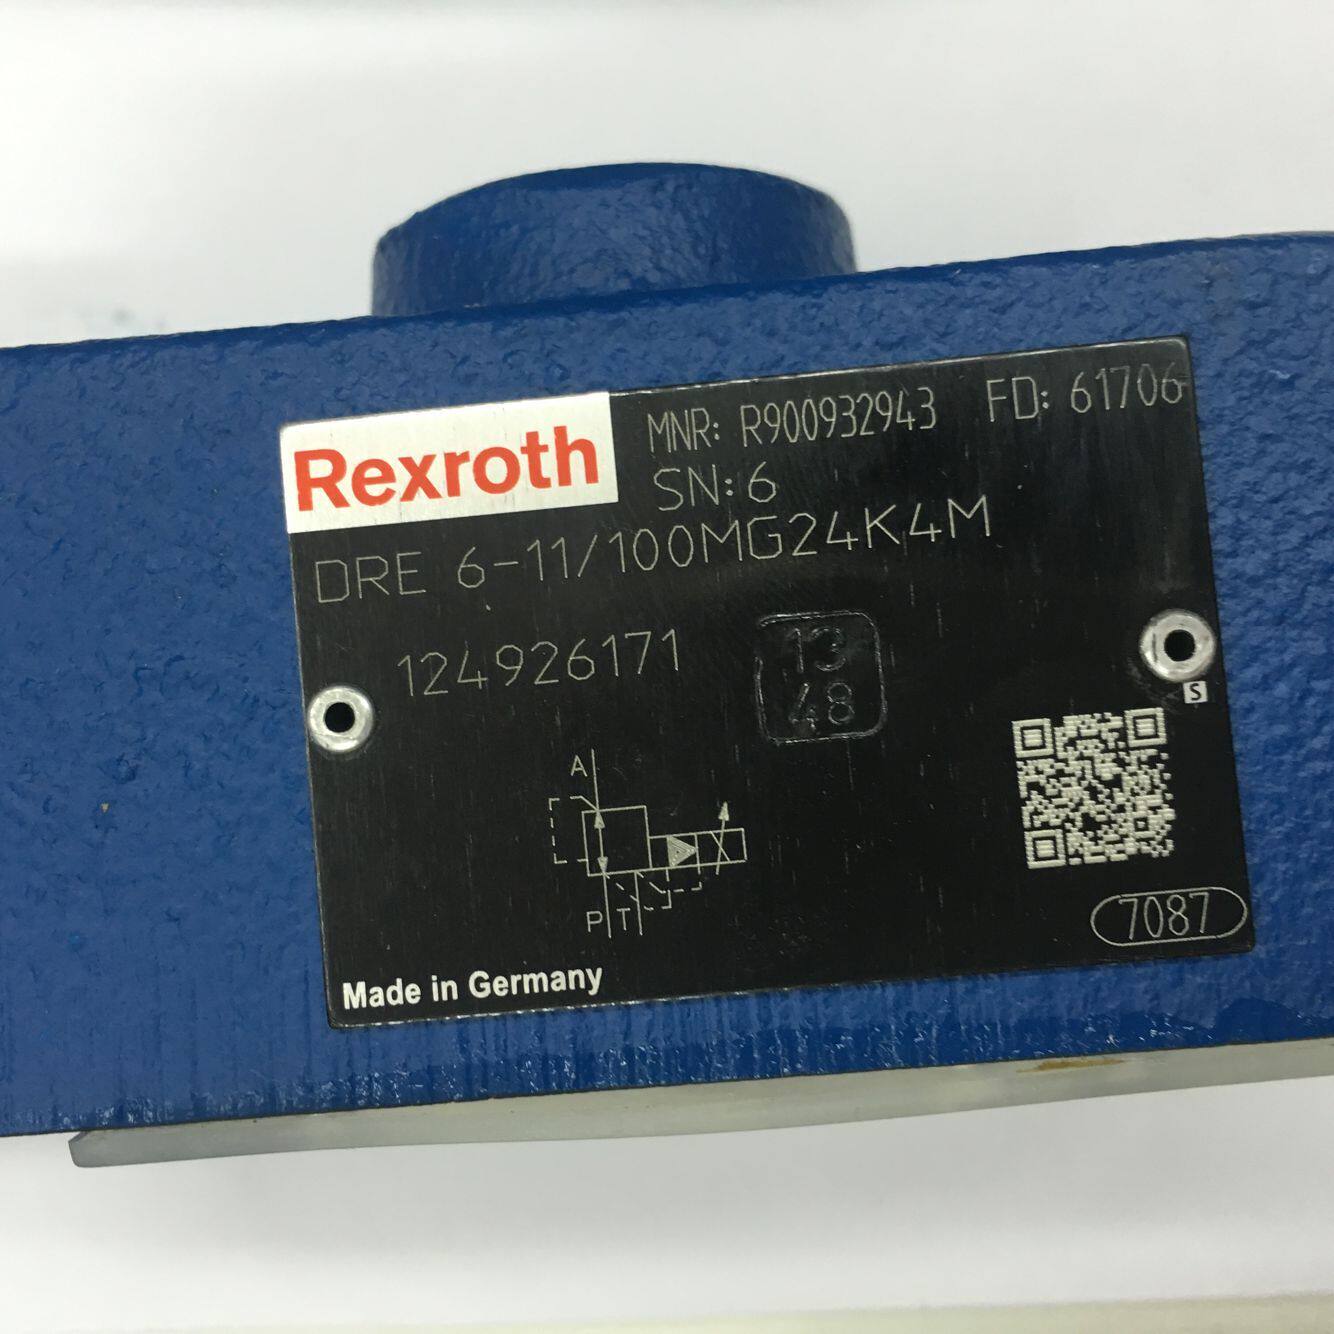 Rexroth
MNR: R900932943 FD: 61706
SN: 6
DRE 6-11/100MG24K4M
124926171
13
48
S
A
P T
7087
Made in Germany